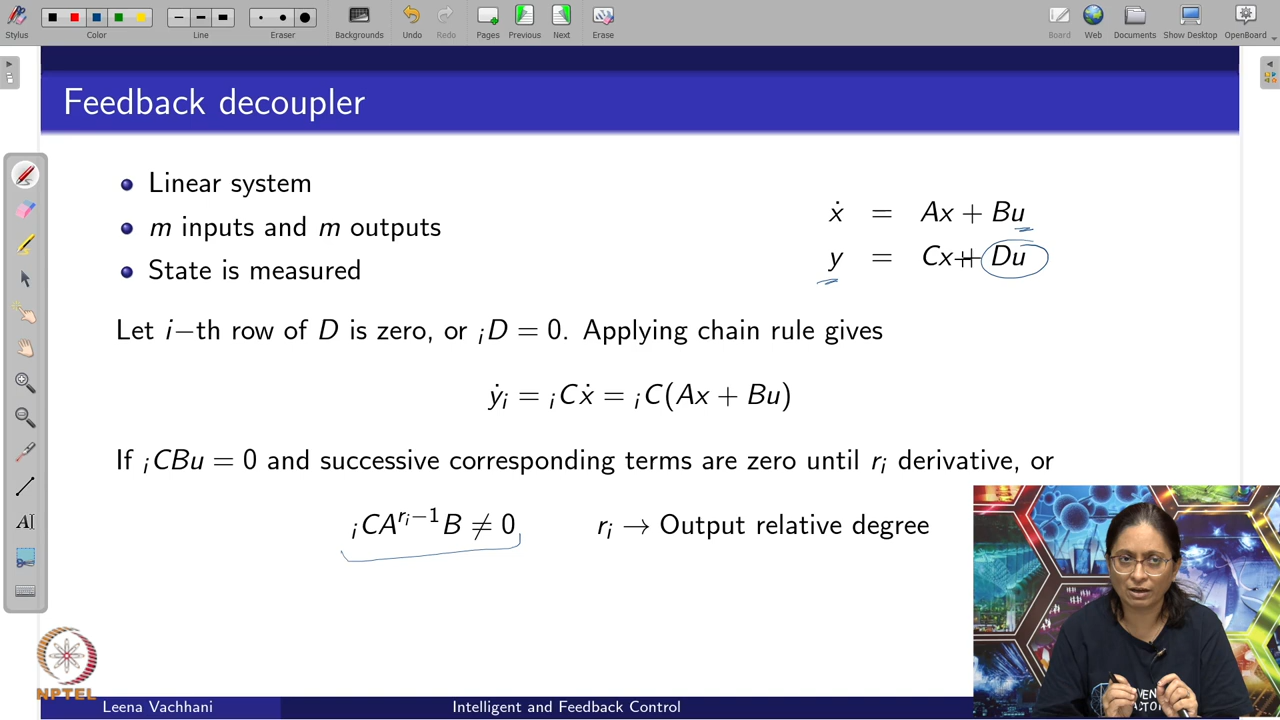 Stylus
Color
Line
Eraser
Backgrounds
Undo
Redo
Pages
Previous
Next
Erase
Board
Web
Documents
Show Desktop
OpenBoard
Feedback decoupler
Linear system
m inputs and m outputs
State is measured
ẋ = Ax + Bu
y = Cx + Du
Let i−th row of D is zero, or ᵢD = 0. Applying chain rule gives
ẏᵢ = ᵢCẋ = ᵢC(Ax + Bu)
If ᵢCBu = 0 and successive corresponding terms are zero until rᵢ derivative, or
ᵢCA^{rᵢ−1}B ≠ 0 rᵢ → Output relative degree
NPTEL
Leena Vachhani Intelligent and Feedback Control